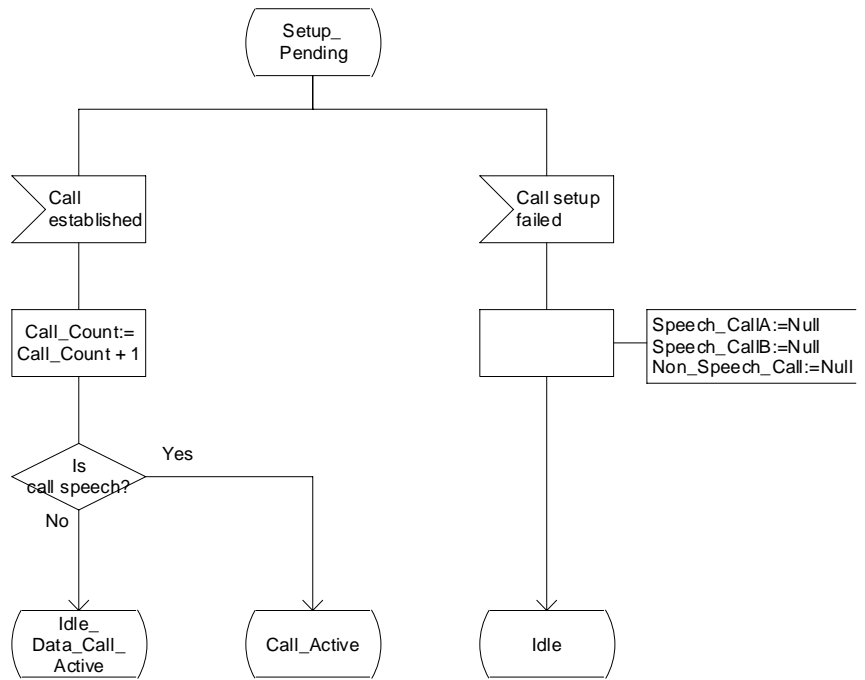 Setup_
Pending
Call
established
Call setup
failed
Call_Count:=
Call_Count + 1
Speech_CallA:=Null
Speech_CallB:=Null
Non_Speech_Call:=Null
Is
call speech?
Yes
No
Idle_
Data_Call_
Active
Call_Active
Idle